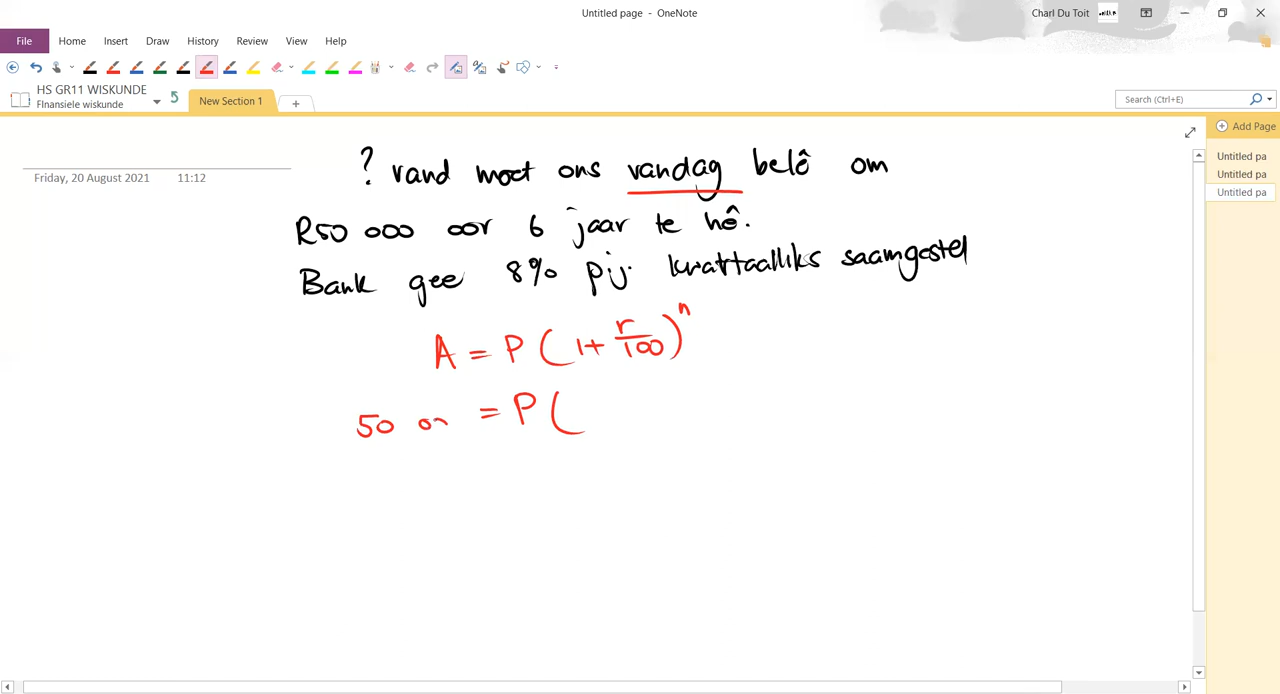 Untitled page - OneNote
Charl Du Toit
File Home Insert Draw History Review View Help
HS GR11 WISKUNDE
FInansiele wiskunde
New Section 1
Search (Ctrl+E)
Add Page
Untitled pa
Untitled pa
Untitled pa
Friday, 20 August 2021 11:12
? rand moet ons vandag belê om
R50 000 oor 6 jaar te hê.
Bank gee 8% pj. kwartaalliks saamgestel
A = P(1+ r/100)^n
50 = P(